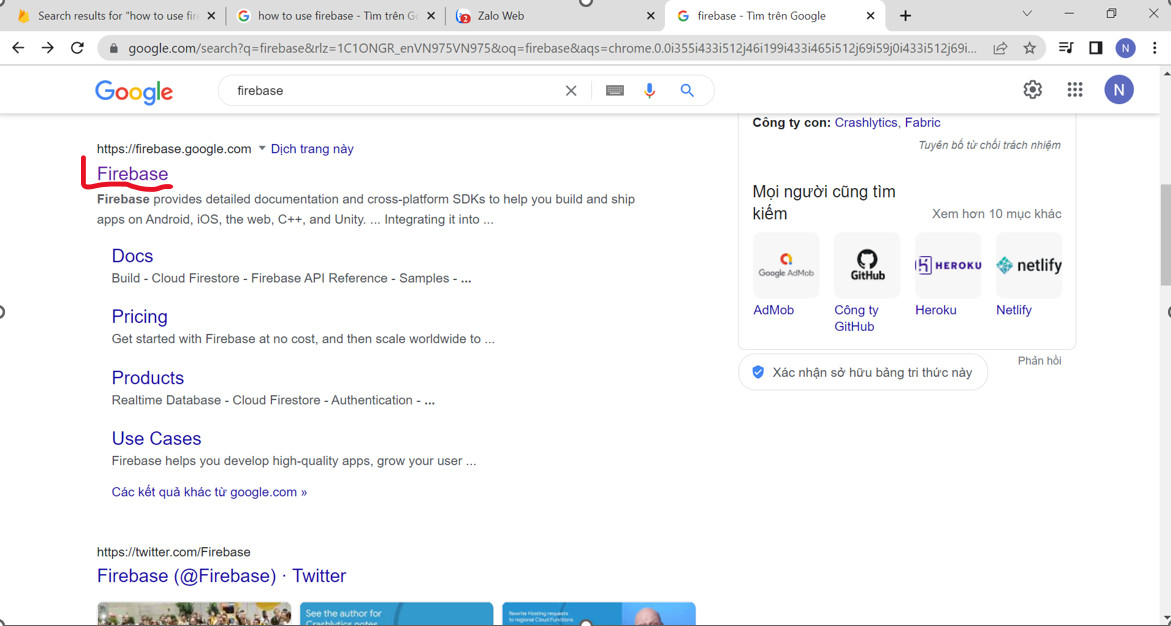 Search results for "how to use fire
how to use firebase - Tìm trên G
Zalo Web
firebase - Tìm trên Google
google.com/search?q=firebase&rlz=1C1ONGR_enVN975VN975&oq=firebase&aqs=chrome.0.0i355i433i512j46i199i433i465i512j69i59j0i433i512j69i...
N
Google
firebase
N
https://firebase.google.com
Dịch trang này
Firebase
Firebase provides detailed documentation and cross-platform SDKs to help you build and ship
apps on Android, iOS, the web, C++, and Unity. ... Integrating it into ...
Docs
Build - Cloud Firestore - Firebase API Reference - Samples - ...
Pricing
Get started with Firebase at no cost, and then scale worldwide to ...
Products
Realtime Database - Cloud Firestore - Authentication - ...
Use Cases
Firebase helps you develop high-quality apps, grow your user ...
Các kết quả khác từ google.com »
https://twitter.com/Firebase
Firebase (@Firebase) · Twitter
See the author for
Crashlytics notes
Rewrite Hosting requests
to regional Cloud Functions
Công ty con: Crashlytics, Fabric
Tuyên bố từ chối trách nhiệm
Mọi người cũng tìm
kiếm
Xem hơn 10 mục khác
Google AdMob
GitHub
HEROKU
netlify
AdMob
Công ty
GitHub
Heroku
Netlify
Phản hồi
Xác nhận sở hữu bảng tri thức này